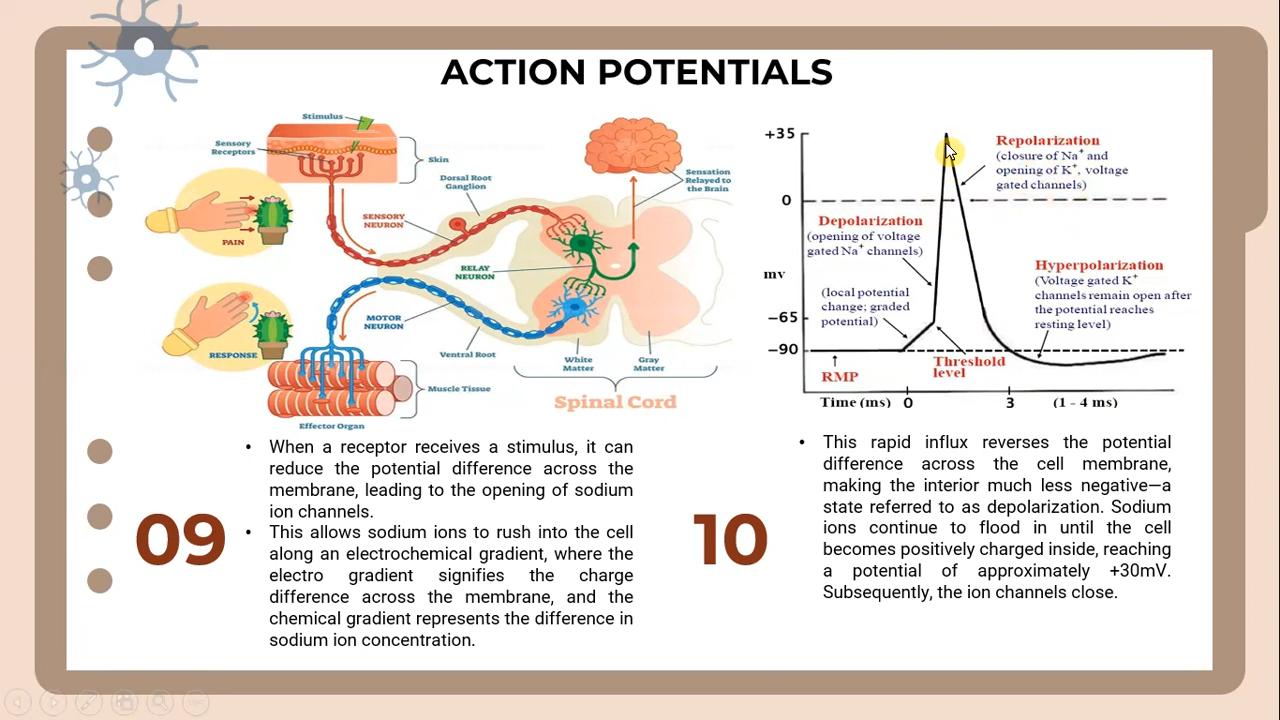 ACTION POTENTIALS
Stimulus
Sensory
Receptors
Skin
Dorsal Root
Ganglion
Sensation
Relayed to
the Brain
SENSORY
NEURON
PAIN
RELAY
NEURON
MOTOR
NEURON
RESPONSE
Ventral Root
White
Matter
Gray
Matter
Muscle Tissue
Spinal Cord
Effector Organ
+35
Repolarization
(closure of Na+ and
opening of K+, voltage
gated channels)
0
Depolarization
(opening of voltage
gated Na+ channels)
mv
Hyperpolarization
(Voltage gated K+
channels remain open after
the potential reaches
resting level)
(local potential
change; graded
potential)
−65
−90
Threshold
level
RMP
Time (ms) 0 3 (1 - 4 ms)
09
• When a receptor receives a stimulus, it can
reduce the potential difference across the
membrane, leading to the opening of sodium
ion channels.
• This allows sodium ions to rush into the cell
along an electrochemical gradient, where the
electro gradient signifies the charge
difference across the membrane, and the
chemical gradient represents the difference in
sodium ion concentration.
10
• This rapid influx reverses the potential
difference across the cell membrane,
making the interior much less negative—a
state referred to as depolarization. Sodium
ions continue to flood in until the cell
becomes positively charged inside, reaching
a potential of approximately +30mV.
Subsequently, the ion channels close.